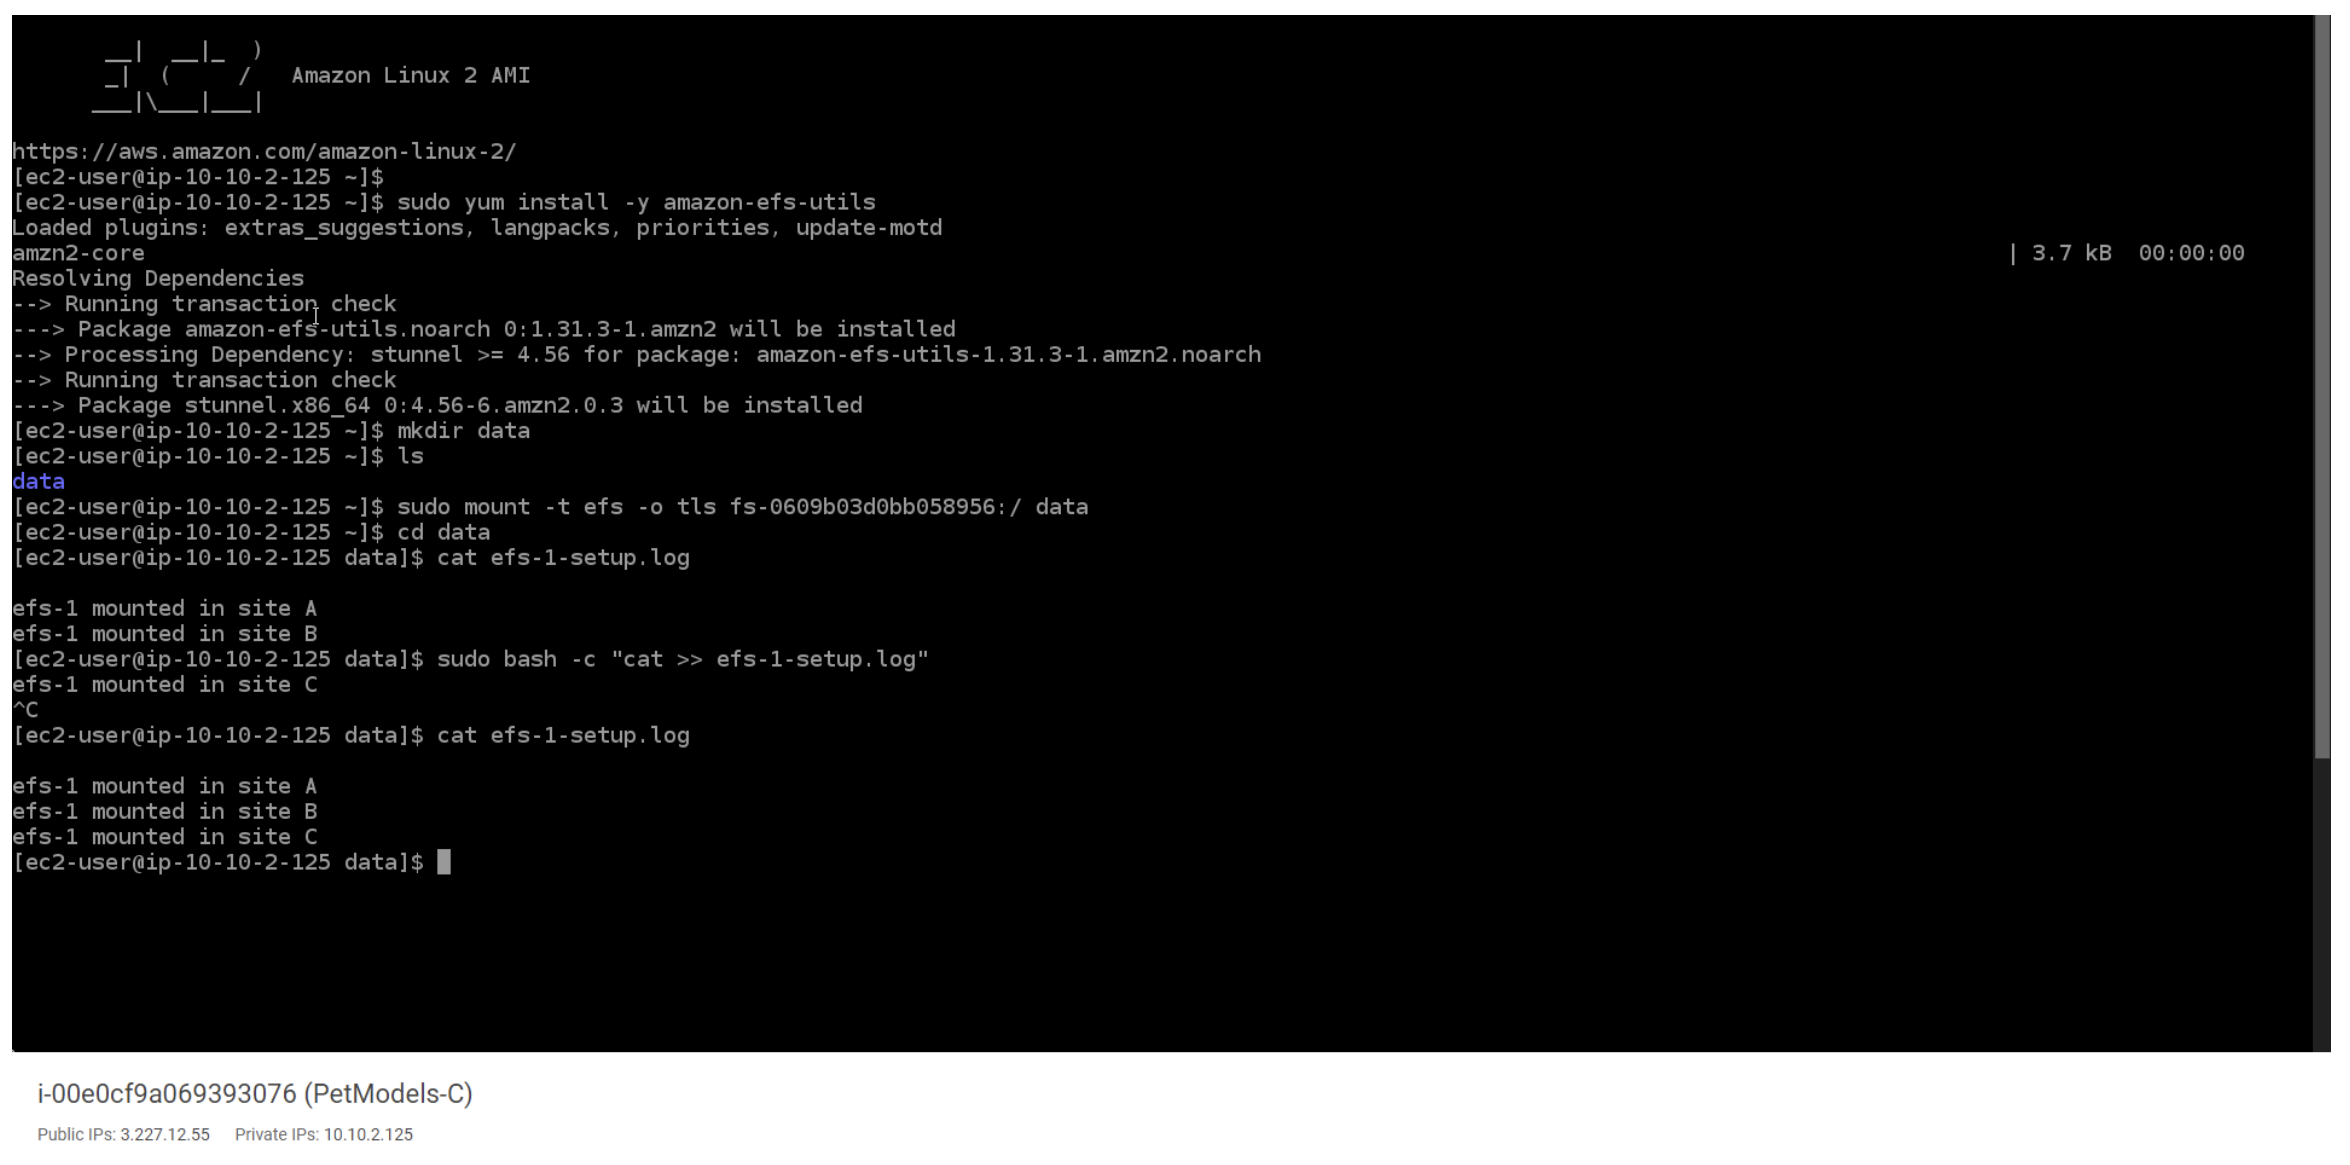 __|  __|_  )
_|  (     /   Amazon Linux 2 AMI
___|\___|___|
https://aws.amazon.com/amazon-linux-2/
[ec2-user@ip-10-10-2-125 ~]$
[ec2-user@ip-10-10-2-125 ~]$ sudo yum install -y amazon-efs-utils
Loaded plugins: extras_suggestions, langpacks, priorities, update-motd
amzn2-core | 3.7 kB  00:00:00
Resolving Dependencies
--> Running transaction check
---> Package amazon-efs-utils.noarch 0:1.31.3-1.amzn2 will be installed
--> Processing Dependency: stunnel >= 4.56 for package: amazon-efs-utils-1.31.3-1.amzn2.noarch
--> Running transaction check
---> Package stunnel.x86_64 0:4.56-6.amzn2.0.3 will be installed
[ec2-user@ip-10-10-2-125 ~]$ mkdir data
[ec2-user@ip-10-10-2-125 ~]$ ls
data
[ec2-user@ip-10-10-2-125 ~]$ sudo mount -t efs -o tls fs-0609b03d0bb058956:/ data
[ec2-user@ip-10-10-2-125 ~]$ cd data
[ec2-user@ip-10-10-2-125 data]$ cat efs-1-setup.log
efs-1 mounted in site A
efs-1 mounted in site B
[ec2-user@ip-10-10-2-125 data]$ sudo bash -c "cat >> efs-1-setup.log"
efs-1 mounted in site C
^C
[ec2-user@ip-10-10-2-125 data]$ cat efs-1-setup.log
efs-1 mounted in site A
efs-1 mounted in site B
efs-1 mounted in site C
[ec2-user@ip-10-10-2-125 data]$
i-00e0cf9a069393076 (PetModels-C)
Public IPs: 3.227.12.55 Private IPs: 10.10.2.125